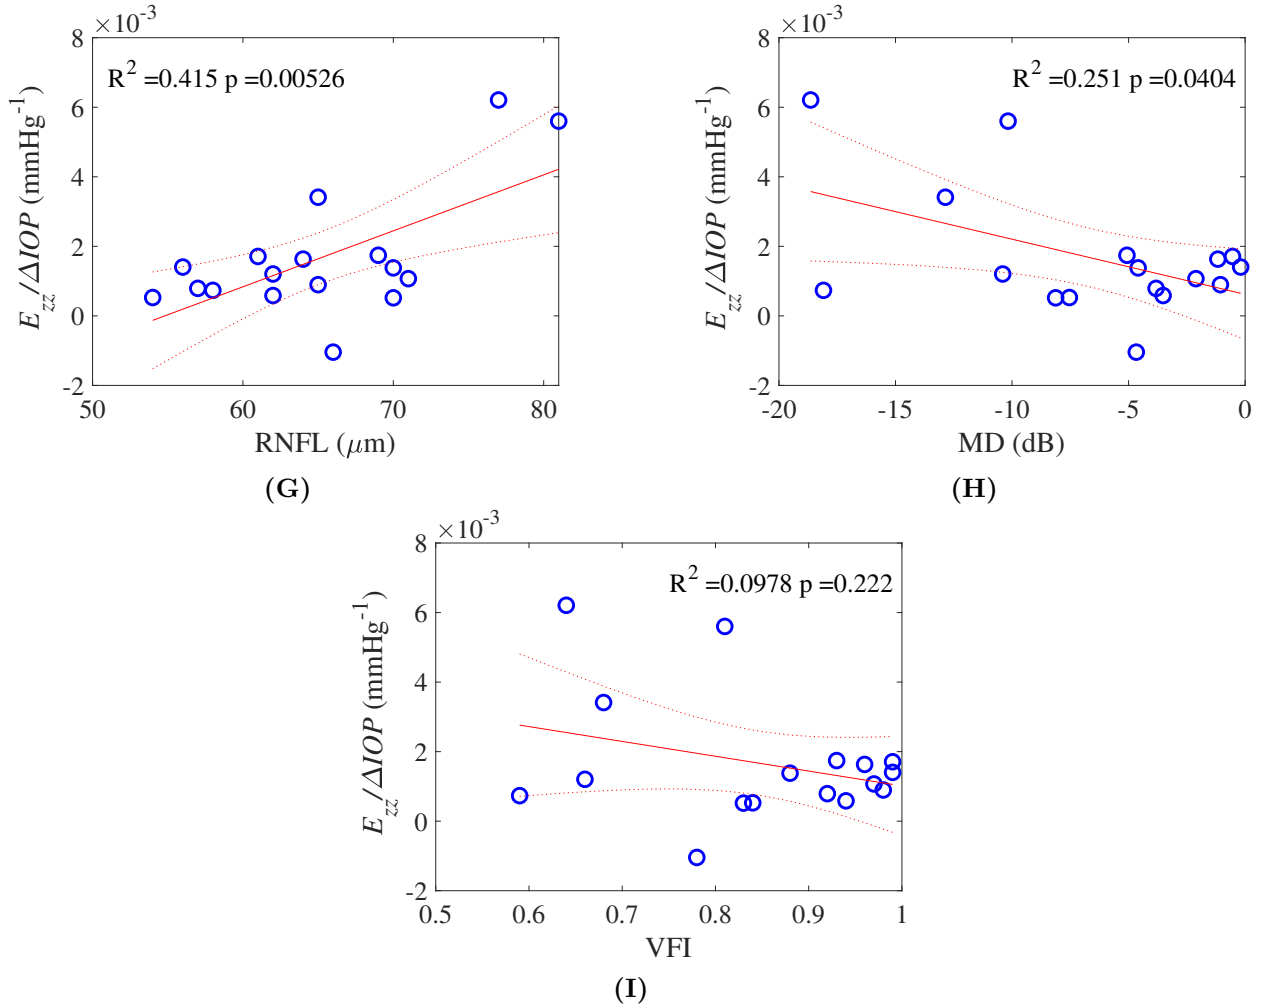 ×10⁻³
8
6
4
2
0
-2
E_zz/ΔIOP (mmHg⁻¹)
R² =0.415 p =0.00526
50 60 70 80
RNFL (μm)
(G)
×10⁻³
8
6
4
2
0
-2
E_zz/ΔIOP (mmHg⁻¹)
R² =0.251 p =0.0404
-20 -15 -10 -5 0
MD (dB)
(H)
×10⁻³
8
6
4
2
0
-2
E_zz/ΔIOP (mmHg⁻¹)
R² =0.0978 p =0.222
0.5 0.6 0.7 0.8 0.9 1
VFI
(I)